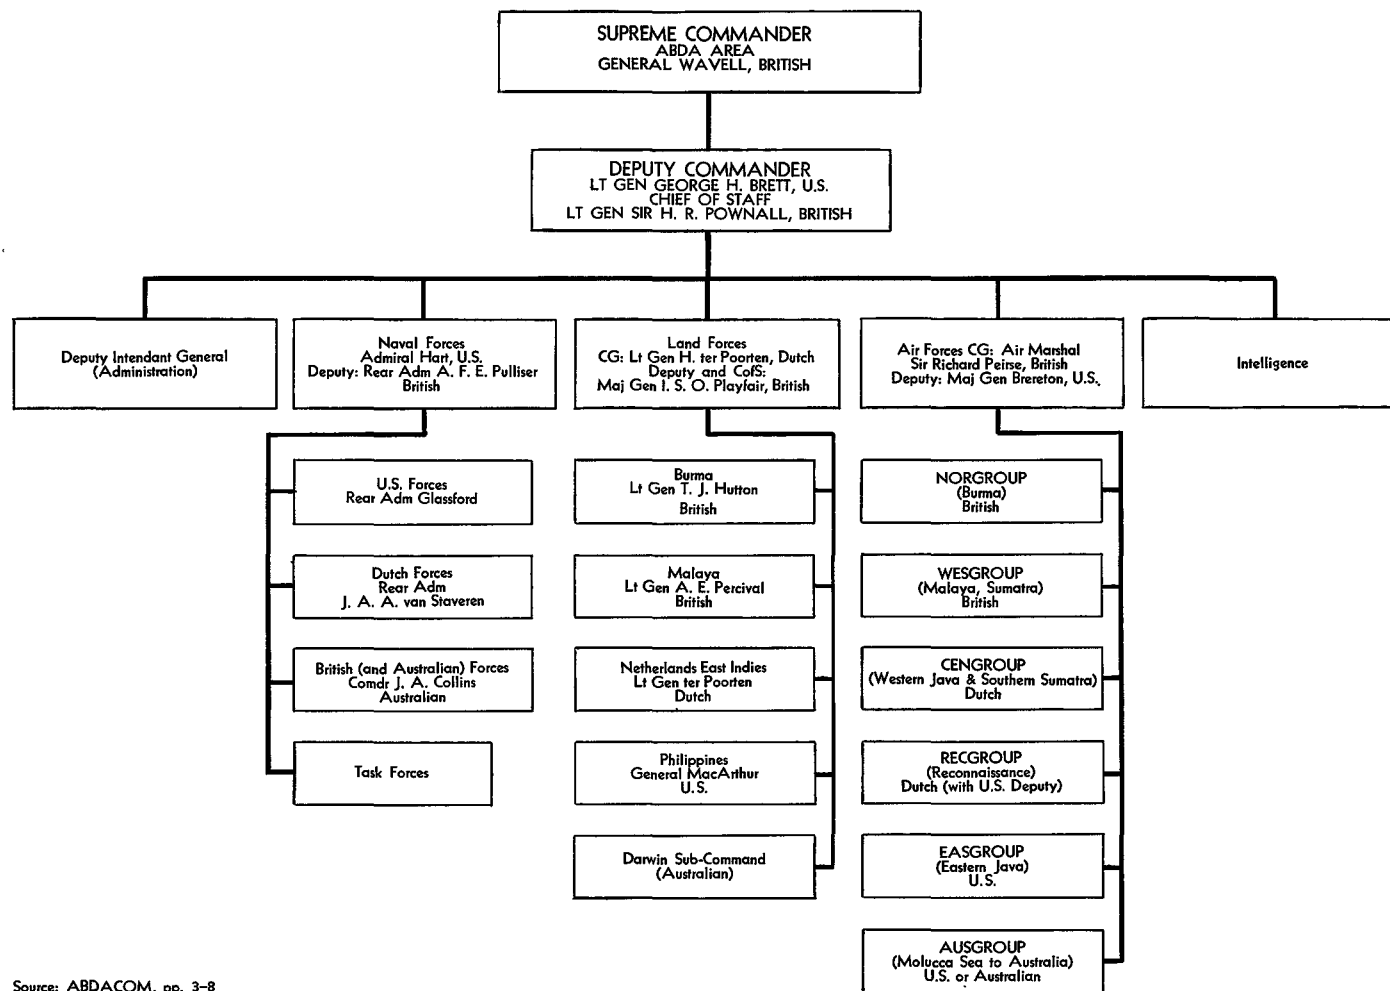 SUPREME COMMANDER
ABDA AREA
GENERAL WAVELL, BRITISH
DEPUTY COMMANDER
LT GEN GEORGE H. BRETT, U.S.
CHIEF OF STAFF
LT GEN SIR H. R. POWNALL, BRITISH
Deputy Intendant General
(Administration)
Naval Forces
Admiral Hart, U.S.
Deputy: Rear Adm A. F. E. Pulliser
British
Land Forces
CG: Lt Gen H. ter Poorten, Dutch
Deputy and CofS:
Maj Gen I. S. O. Playfair, British
Air Forces CG: Air Marshal
Sir Richard Peirse, British
Deputy: Maj Gen Brereton, U.S.
Intelligence
U.S. Forces
Rear Adm Glassford
Dutch Forces
Rear Adm
J. A. A. van Staveren
British (and Australian) Forces
Comdr J. A. Collins
Australian
Task Forces
Burma
Lt Gen T. J. Hutton
British
Malaya
Lt Gen A. E. Percival
British
Netherlands East Indies
Lt Gen ter Poorten
Dutch
Philippines
General MacArthur
U.S.
Darwin Sub-Command
(Australian)
NORGROUP
(Burma)
British
WESGROUP
(Malaya, Sumatra)
British
CENGROUP
(Western Java & Southern Sumatra)
Dutch
RECGROUP
(Reconnaissance)
Dutch (with U.S. Deputy)
EASGROUP
(Eastern Java)
U.S.
AUSGROUP
(Molucca Sea to Australia)
U.S. or Australian
Source: ABDACOM, pp. 3–8